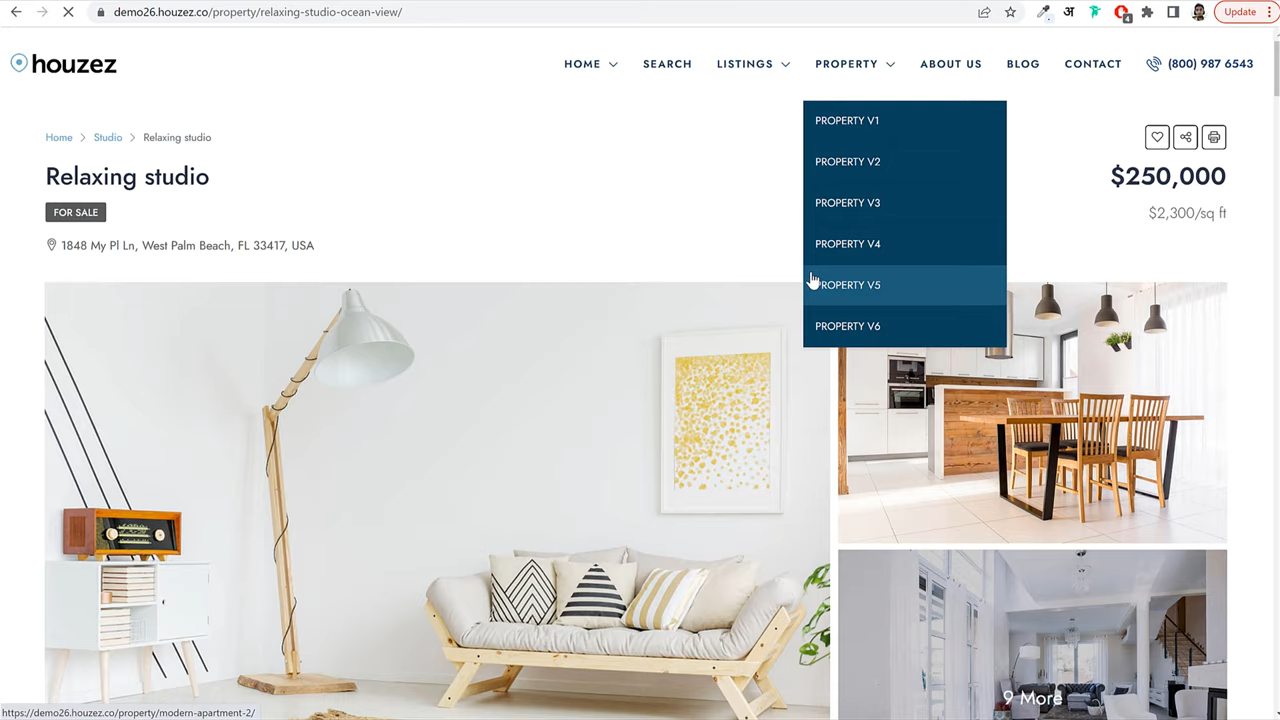 demo26.houzez.co/property/relaxing-studio-ocean-view/
अ
4
Update
houzez
HOME
SEARCH
LISTINGS
PROPERTY
ABOUT US
BLOG
CONTACT
(800) 987 6543
PROPERTY V1
PROPERTY V2
PROPERTY V3
PROPERTY V4
PROPERTY V5
PROPERTY V6
Home > Studio > Relaxing studio
Relaxing studio
$250,000
FOR SALE
$2,300/sq ft
1848 My Pl Ln, West Palm Beach, FL 33417, USA
9 More
https://demo26.houzez.co/property/modern-apartment-2/